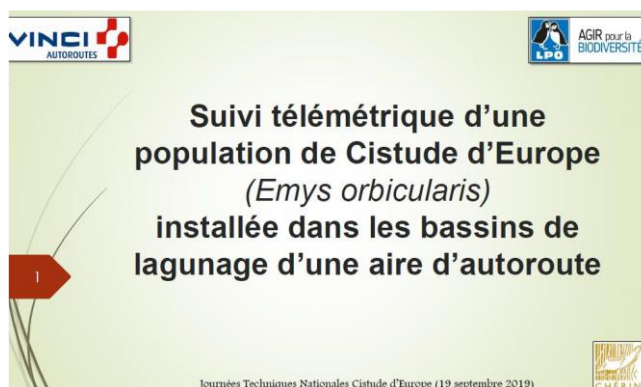 VINCI
AUTOROUTES
LPO
AGIR pour la
BIODIVERSITÉ
Suivi télémétrique d'une
population de Cistude d'Europe
(Emys orbicularis)
installée dans les bassins de
lagunage d'une aire d'autoroute
1
Journées Techniques Nationales Cistude d'Europe (19 septembre 2019)